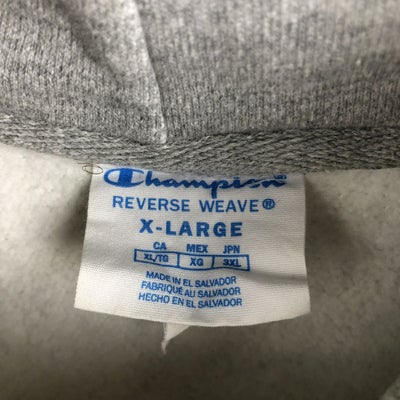 Champion®
REVERSE WEAVE®
X-LARGE
CA MEX JPN
XL/TG XG 3XL
MADE IN EL SALVADOR
FABRIQUÉ AU SALVADOR
HECHO EN EL SALVADOR